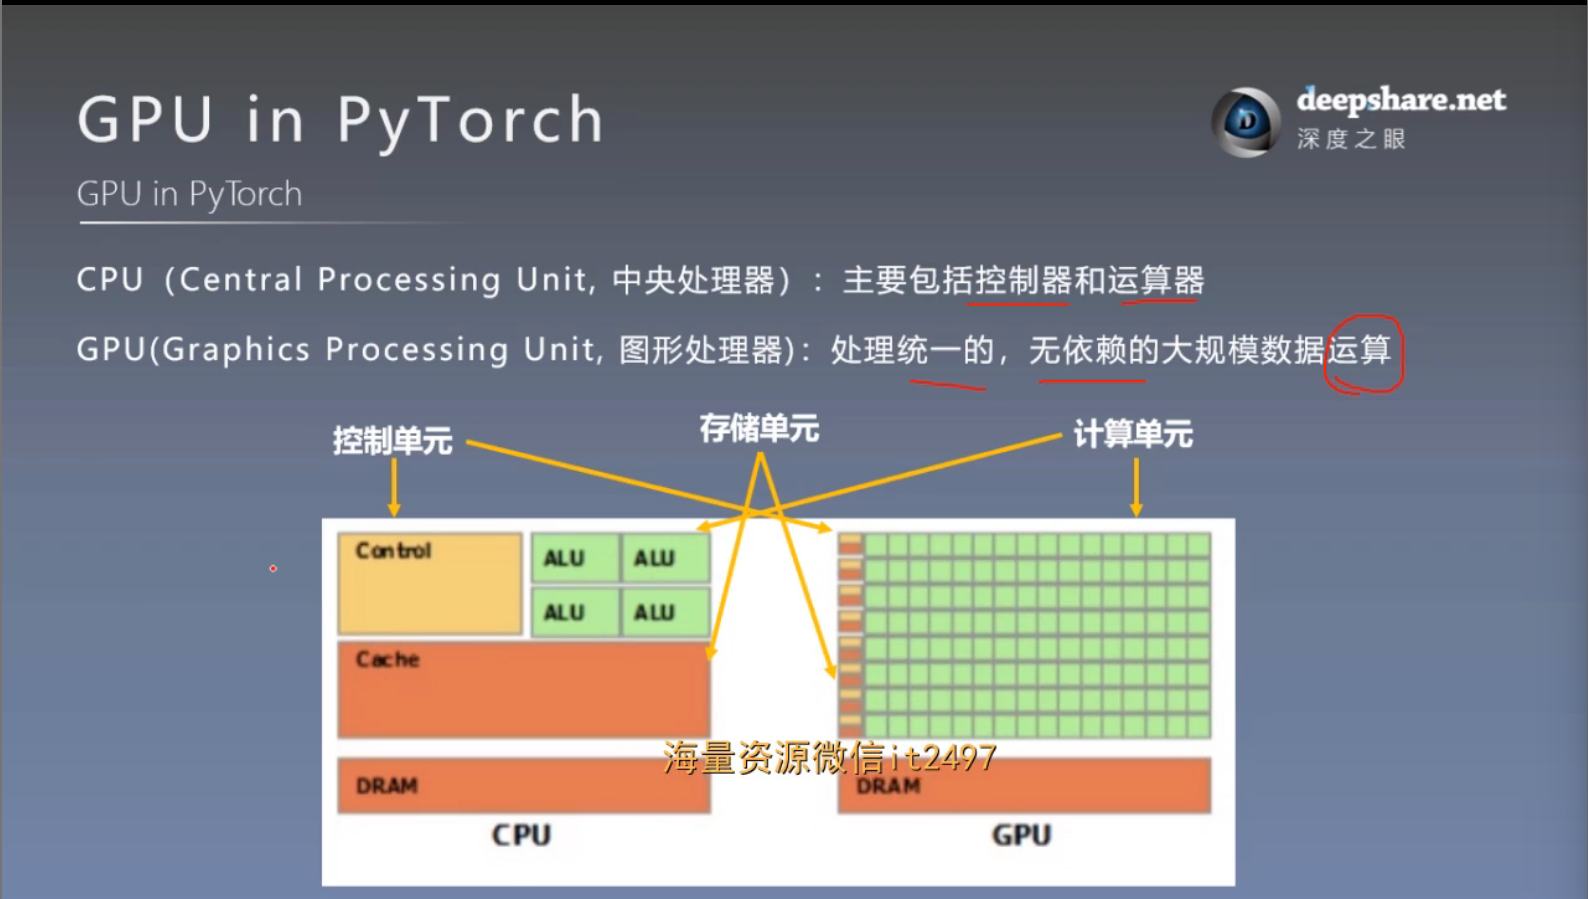 GPU in PyTorch
deepshare.net
深度之眼
GPU in PyTorch
CPU（Central Processing Unit, 中央处理器）：主要包括控制器和运算器
GPU(Graphics Processing Unit, 图形处理器)：处理统一的，无依赖的大规模数据运算
控制单元 存储单元 计算单元
Control ALU ALU
ALU ALU
Cache
海量资源微信it2497
DRAM DRAM
CPU GPU